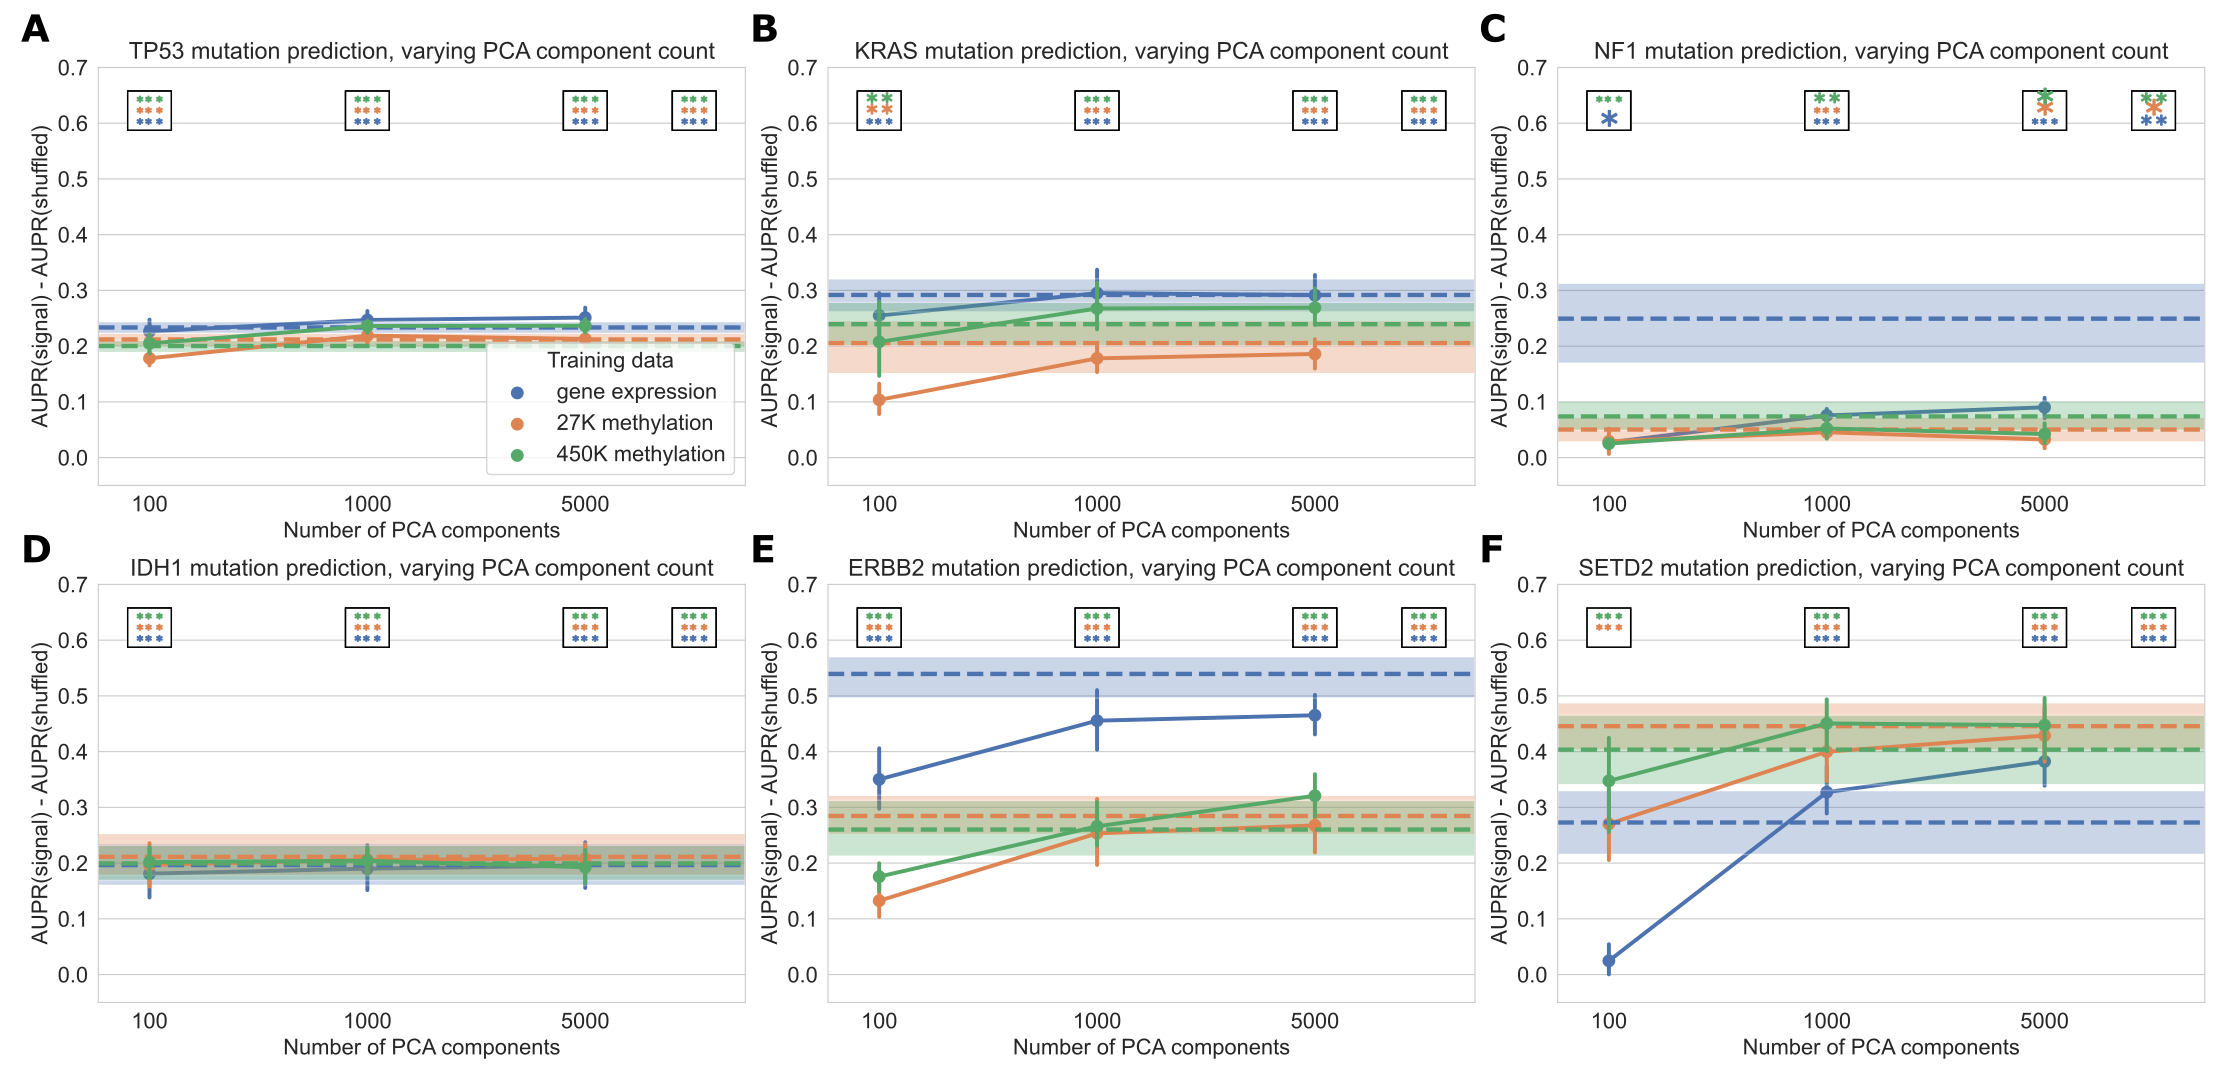 A
TP53 mutation prediction, varying PCA component count
AUPR(signal) - AUPR(shuffled)
0.7
0.6
0.5
0.4
0.3
0.2
0.1
0.0
*** *** *** ***
*** *** *** ***
*** *** *** ***
Training data
gene expression
27K methylation
450K methylation
100 1000 5000
Number of PCA components
B
KRAS mutation prediction, varying PCA component count
AUPR(signal) - AUPR(shuffled)
0.7
0.6
0.5
0.4
0.3
0.2
0.1
0.0
** *** *** ***
** *** *** ***
*** *** *** ***
100 1000 5000
Number of PCA components
C
NF1 mutation prediction, varying PCA component count
AUPR(signal) - AUPR(shuffled)
0.7
0.6
0.5
0.4
0.3
0.2
0.1
0.0
*** ** * **
*** * *
* *** *** **
100 1000 5000
Number of PCA components
D
IDH1 mutation prediction, varying PCA component count
AUPR(signal) - AUPR(shuffled)
0.7
0.6
0.5
0.4
0.3
0.2
0.1
0.0
*** *** *** ***
*** *** *** ***
*** *** *** ***
100 1000 5000
Number of PCA components
E
ERBB2 mutation prediction, varying PCA component count
AUPR(signal) - AUPR(shuffled)
0.7
0.6
0.5
0.4
0.3
0.2
0.1
0.0
*** *** *** ***
*** *** *** ***
*** *** *** ***
100 1000 5000
Number of PCA components
F
SETD2 mutation prediction, varying PCA component count
AUPR(signal) - AUPR(shuffled)
0.7
0.6
0.5
0.4
0.3
0.2
0.1
0.0
*** *** *** ***
*** *** *** ***
*** *** ***
100 1000 5000
Number of PCA components